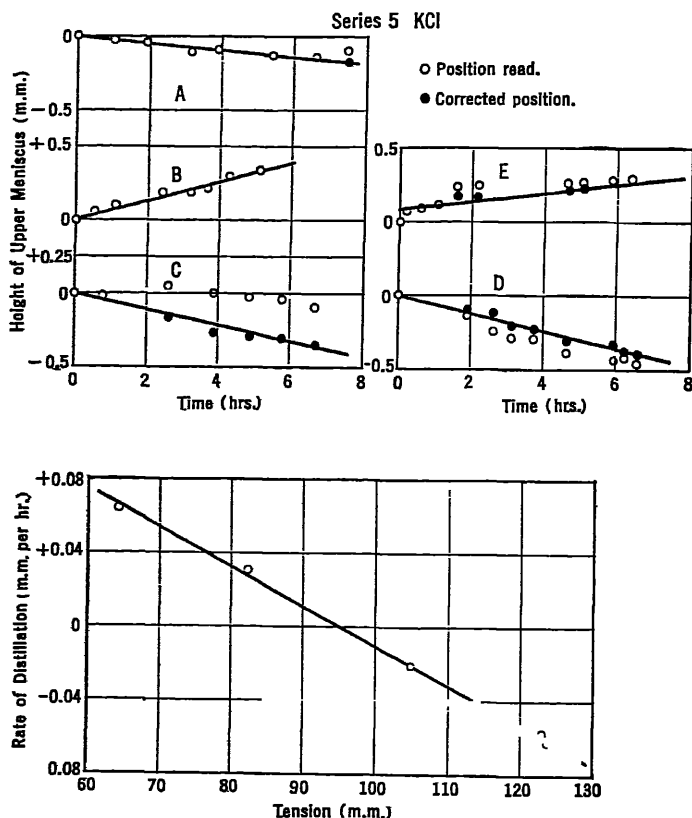 Series 5 KCl
Height of Upper Meniscus (m.m.)
0
-0.5
+0.5
0
+0.25
0
-0.5
A
B
C
0 2 4 6 8
Time (hrs.)
○ Position read.
● Corrected position.
0.5
0
0
-0.5
E
D
0 2 4 6 8
Time (hrs.)
Rate of Distillation (m.m. per hr.)
+0.08
+0.04
0
-0.04
0.08
60 70 80 90 100 110 120 130
Tension (m.m.)